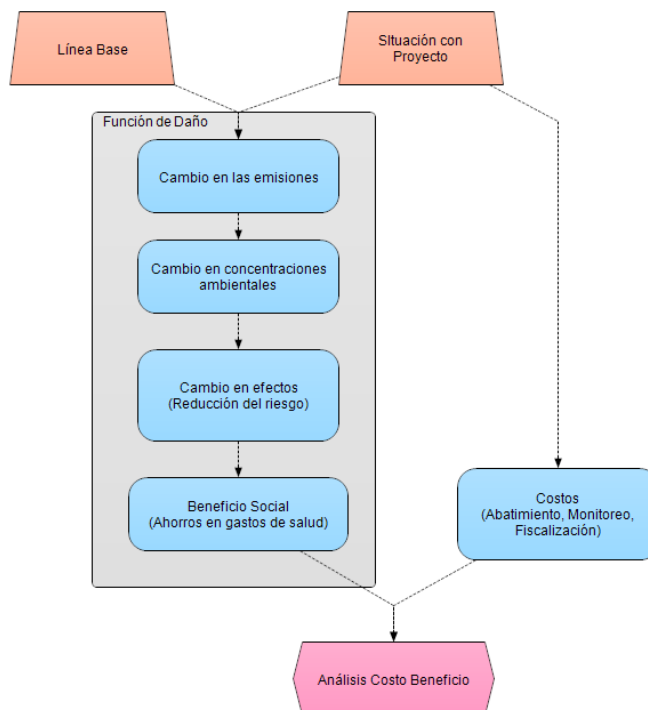 Línea Base
SItuación con
Proyecto
Función de Daño
Cambio en las emisiones
Cambio en concentraciones
ambientales
Cambio en efectos
(Reducción del riesgo)
Beneficio Social
(Ahorros en gastos de salud)
Costos
(Abatimiento, Monitoreo,
Fiscalización)
Análisis Costo Beneficio